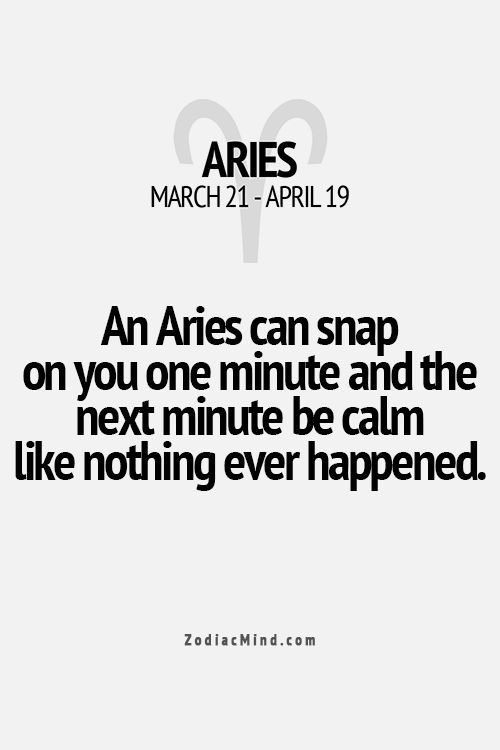 ARIES
MARCH 21 - APRIL 19
An Aries can snap
on you one minute and the
next minute be calm
like nothing ever happened.
ZodiacMind.com